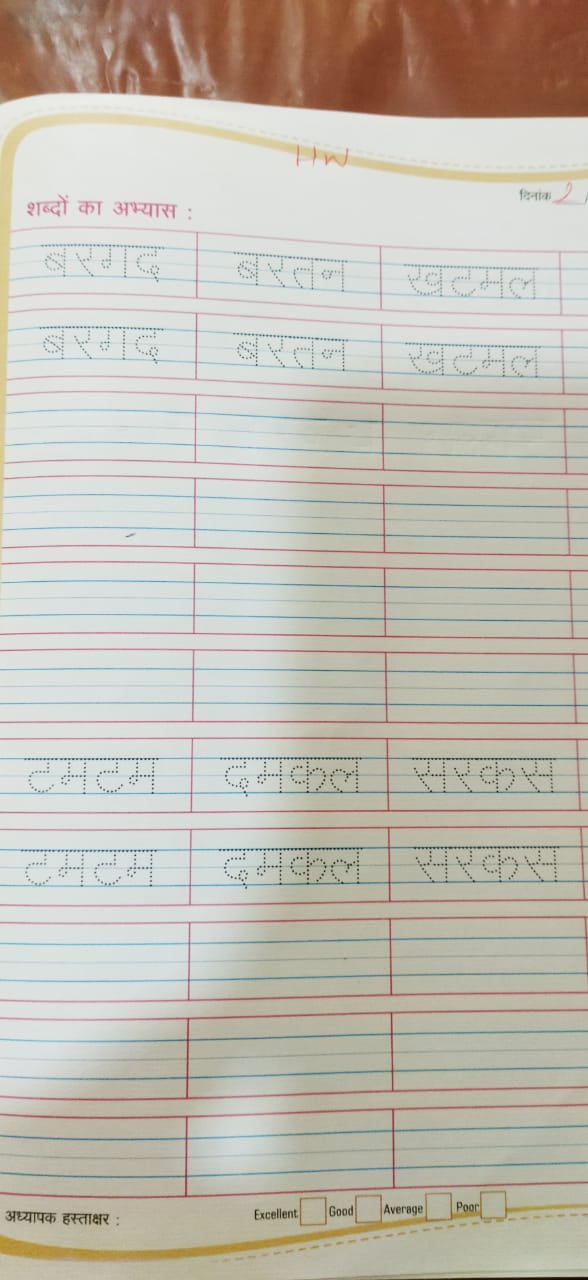 HW
दिनांक 2
शब्दों का अभ्यास :
बरगद बरतन खटमल
बरगद बरतन खटमल
टमटम दमकल सरकस
टमटम दमकल सरकस
अध्यापक हस्ताक्षर : Excellent Good Average Poor